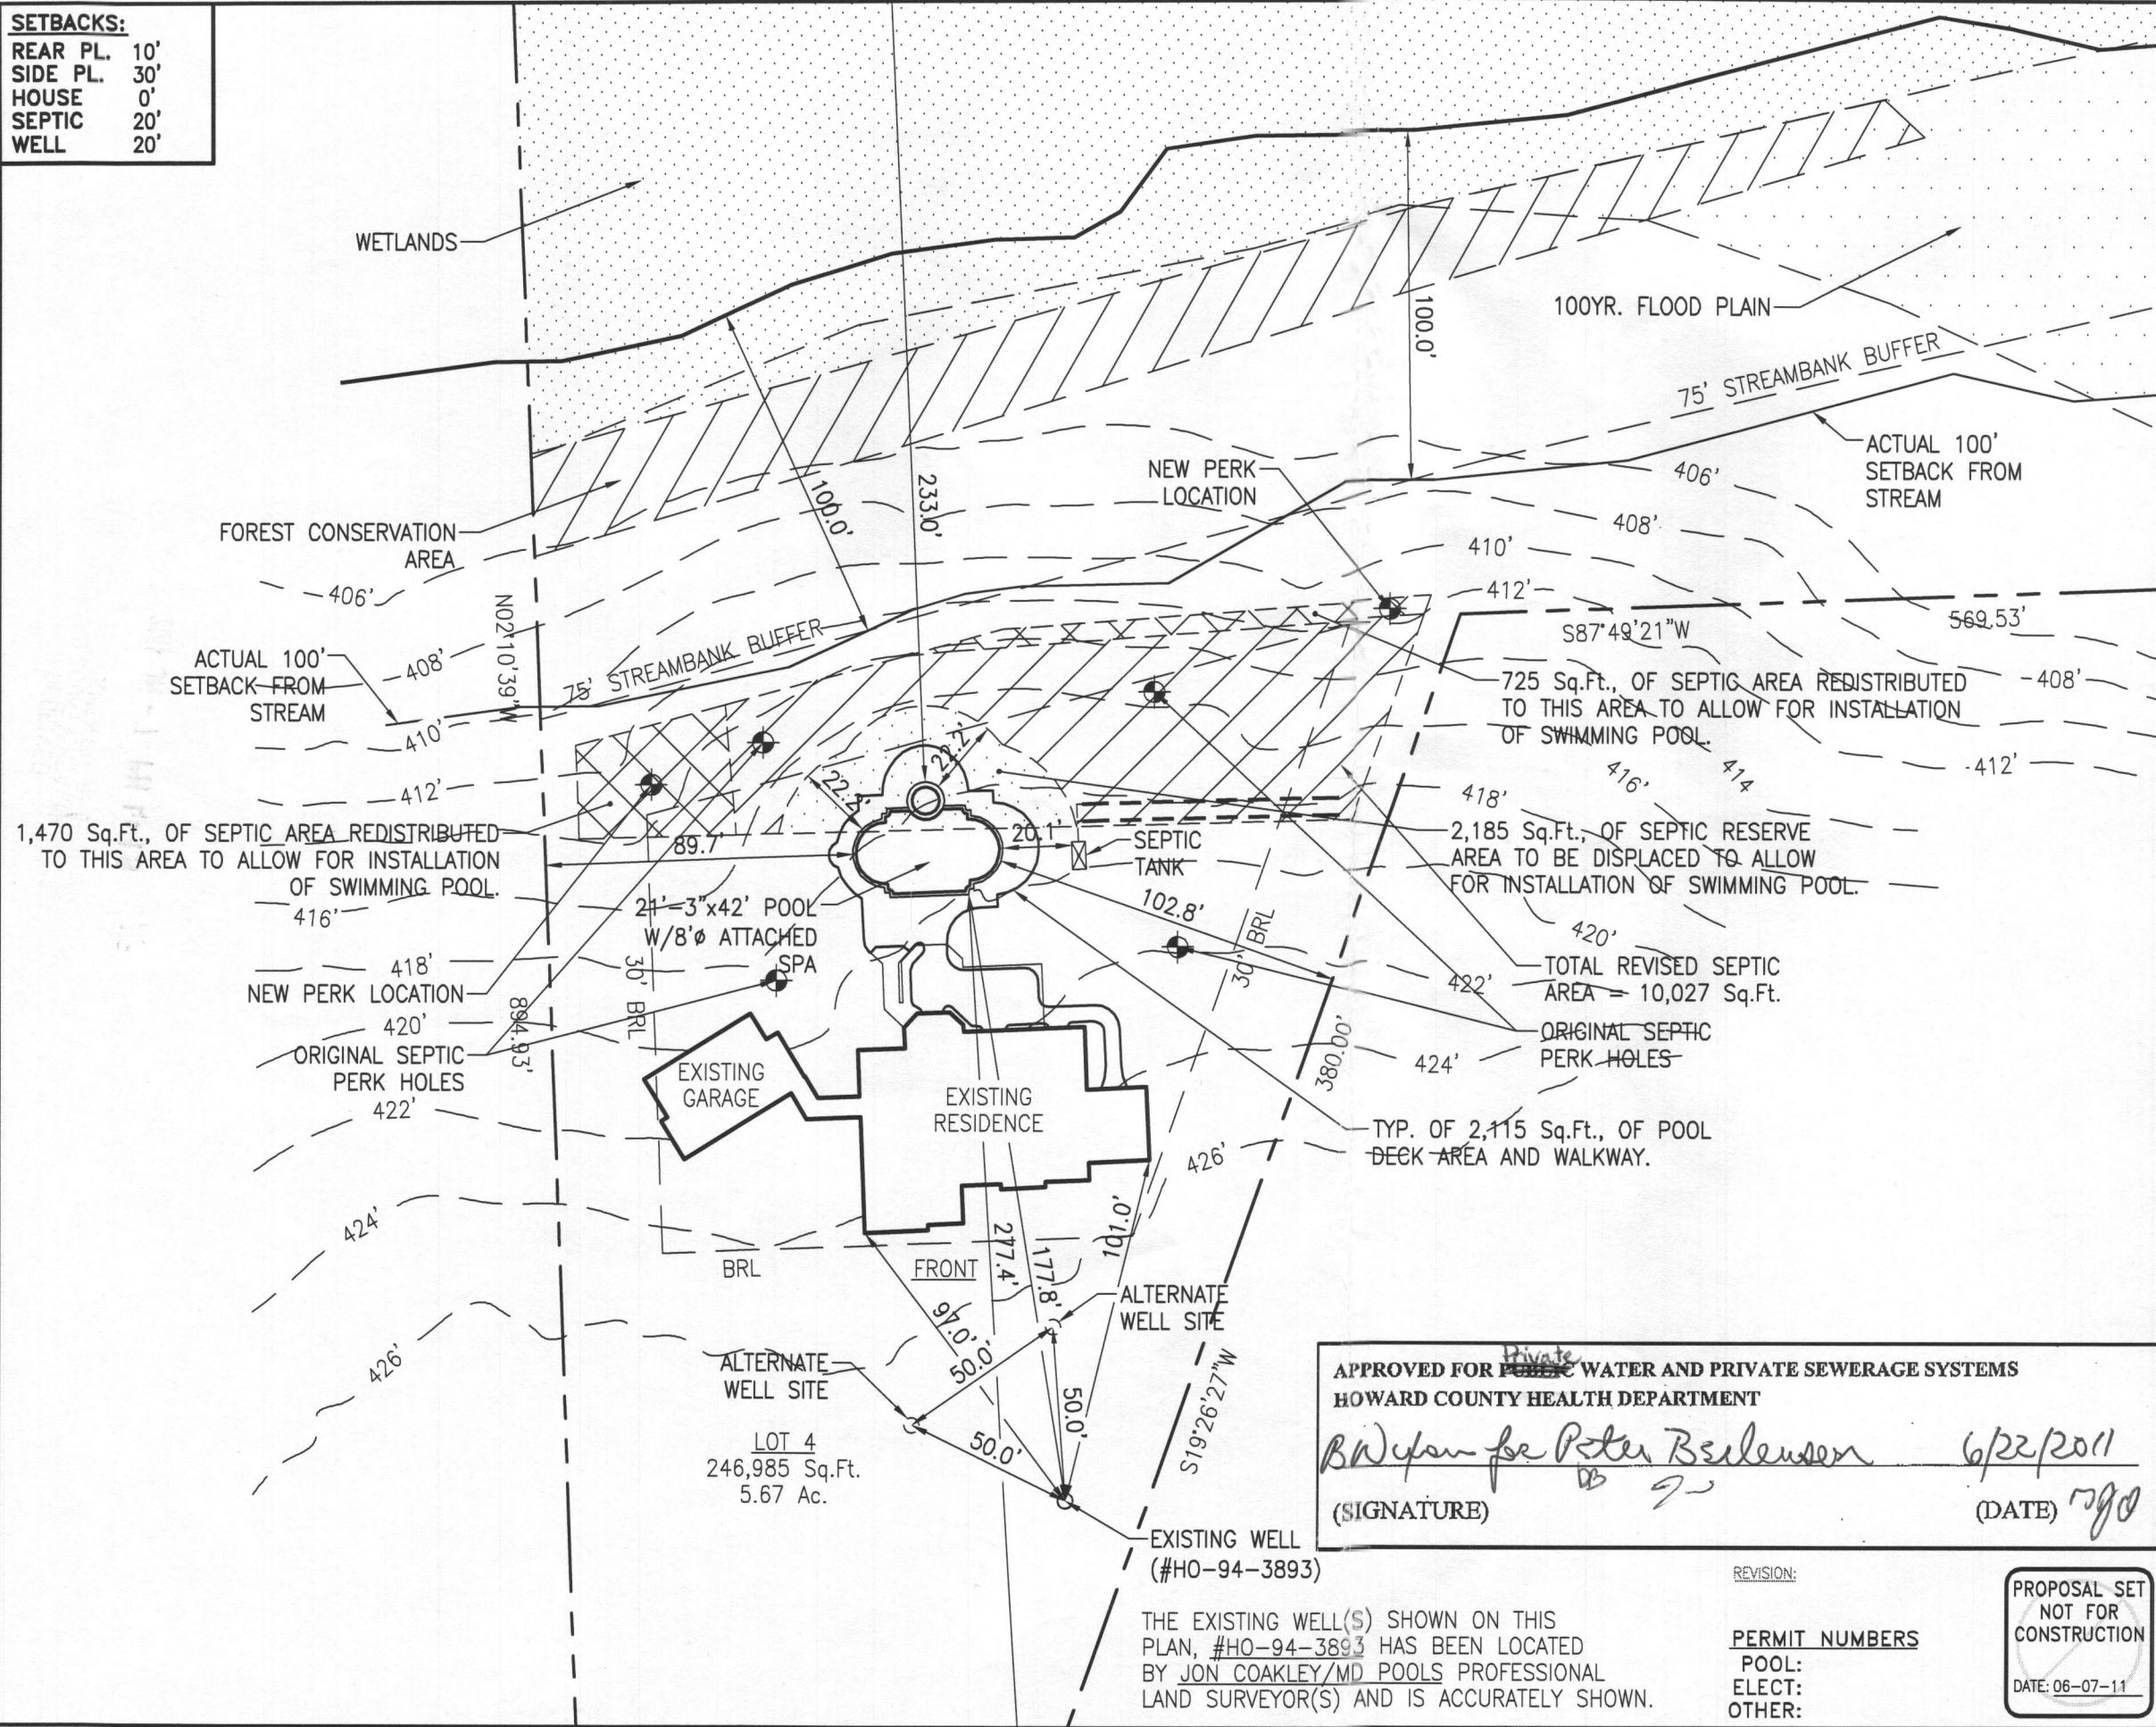 SETBACKS:
REAR PL. 10'
SIDE PL. 30'
HOUSE 0'
SEPTIC 20'
WELL 20'
WETLANDS
100YR. FLOOD PLAIN
100.0'
75' STREAMBANK BUFFER
ACTUAL 100'
SETBACK FROM
STREAM
NEW PERK
LOCATION
406'
408'
410'
412'
FOREST CONSERVATION
AREA
100.0'
233.0'
406'
N02°10'39"W
S87°49'21"W
569.53'
ACTUAL 100'
SETBACK FROM
STREAM
408'
75' STREAMBANK BUFFER
410'
412'
725 Sq.Ft., OF SEPTIC AREA REDISTRIBUTED
TO THIS AREA TO ALLOW FOR INSTALLATION
OF SWIMMING POOL.
408'
412'
414
416'
418'
22.2'
22.2'
1,470 Sq.Ft., OF SEPTIC AREA REDISTRIBUTED
TO THIS AREA TO ALLOW FOR INSTALLATION
OF SWIMMING POOL.
89.7'
20.1'
SEPTIC
TANK
2,185 Sq.Ft., OF SEPTIC RESERVE
AREA TO BE DISPLACED TO ALLOW
FOR INSTALLATION OF SWIMMING POOL.
416'
21'-3"x42' POOL
W/8'ø ATTACHED
SPA
102.8'
30' BRL
420'
418'
NEW PERK LOCATION
30' BRL
422'
TOTAL REVISED SEPTIC
AREA = 10,027 Sq.Ft.
420'
894.93'
ORIGINAL SEPTIC
PERK HOLES
ORIGINAL SEPTIC
PERK HOLES
380.00'
424'
422'
EXISTING
GARAGE
EXISTING
RESIDENCE
TYP. OF 2,115 Sq.Ft., OF POOL
DECK AREA AND WALKWAY.
426'
424'
BRL
FRONT
277.4'
177.8'
101.0'
97.0'
ALTERNATE
WELL SITE
426'
ALTERNATE
WELL SITE
50.0'
50.0'
50.0'
S19°26'27"W
LOT 4
246,985 Sq.Ft.
5.67 Ac.
EXISTING WELL
(#HO-94-3893)
Private
APPROVED FOR PUBLIC WATER AND PRIVATE SEWERAGE SYSTEMS
HOWARD COUNTY HEALTH DEPARTMENT
for Peter 6/22/2011
(SIGNATURE) (DATE)
THE EXISTING WELL(S) SHOWN ON THIS
PLAN, #HO-94-3893 HAS BEEN LOCATED
BY JON COAKLEY/MD POOLS PROFESSIONAL
LAND SURVEYOR(S) AND IS ACCURATELY SHOWN.
REVISION:
PERMIT NUMBERS
POOL:
ELECT:
OTHER:
PROPOSAL SET
NOT FOR
CONSTRUCTION
DATE: 06-07-11